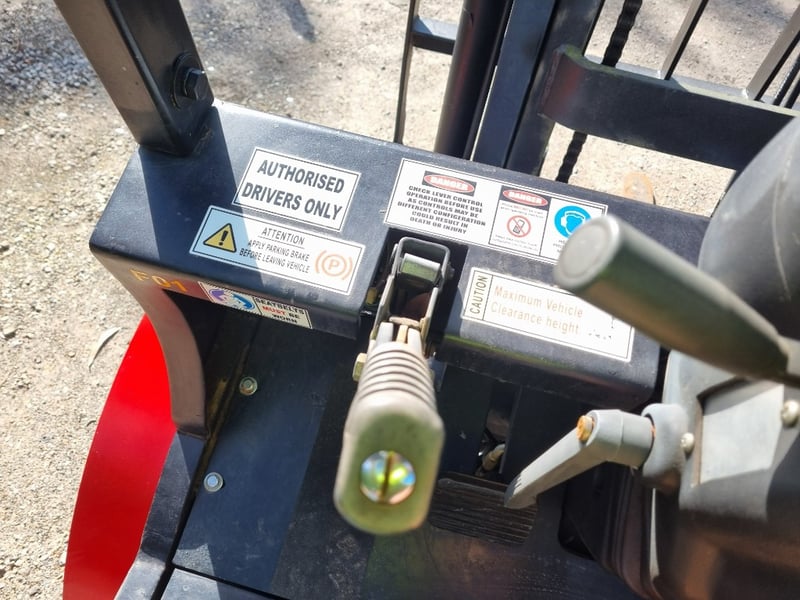 AUTHORISED
DRIVERS ONLY
ATTENTION
APPLY PARKING BRAKE
BEFORE LEAVING VEHICLE
P
DANGER
CHECK LEVER CONTROL
OPERATION BEFORE USE
AS CONTROLS MAY BE
DIFFERENT CONFIGERATION
COULD RESULT IN
DEATH OR INJURY
DANGER
CAUTION
Maximum Vehicle
Clearance height
F01
SEATBELTS
MUST BE
WORN